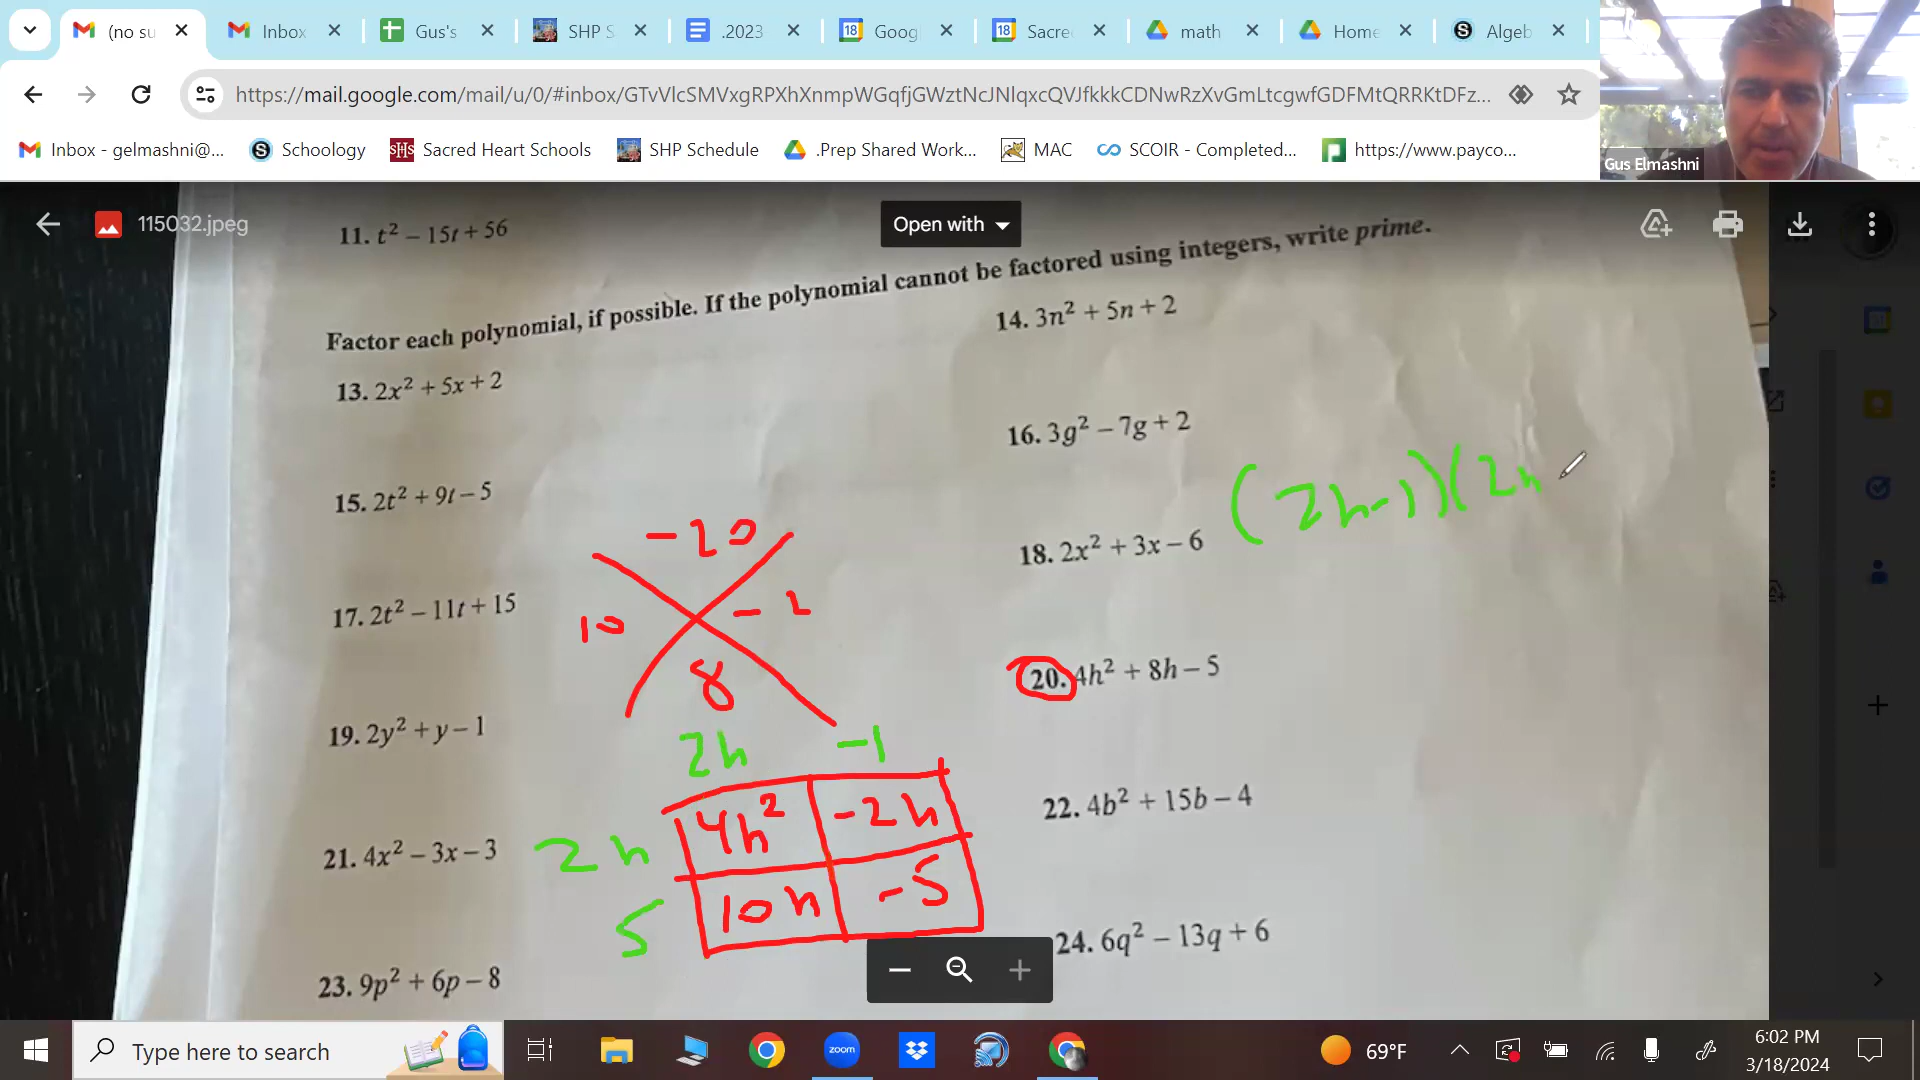 (no su
Inbox
Gus's
SHP S
.2023
18 Goog
18 Sacre
math
Home
Algeb
https://mail.google.com/mail/u/0/#inbox/GTvVlcSMVxgRPXhXnmpWGqfjGWztNcJNlqxcQVJfkkkCDNwRzXvGmLtcgwfGDFMtQRRKtDFz...
Inbox - gelmashni@...
Schoology
SHS Sacred Heart Schools
SHP Schedule
.Prep Shared Work...
MAC
SCOIR - Completed...
https://www.payco...
Gus Elmashni
115032.jpeg
Open with
11. t² – 15t + 56
Factor each polynomial, if possible. If the polynomial cannot be factored using integers, write prime.
13. 2x² + 5x + 2
14. 3n² + 5n + 2
15. 2t² + 9t – 5
16. 3g² – 7g + 2
(2h-1)(2h
17. 2t² – 11t + 15
18. 2x² + 3x – 6
-20
10 -2
8
19. 2y² + y – 1
20. 4h² + 8h – 5
2h -1
2h 4h² -2h
5 10h -5
21. 4x² – 3x – 3
22. 4b² + 15b – 4
23. 9p² + 6p – 8
24. 6q² – 13q + 6
Type here to search
zoom
69°F
6:02 PM
3/18/2024